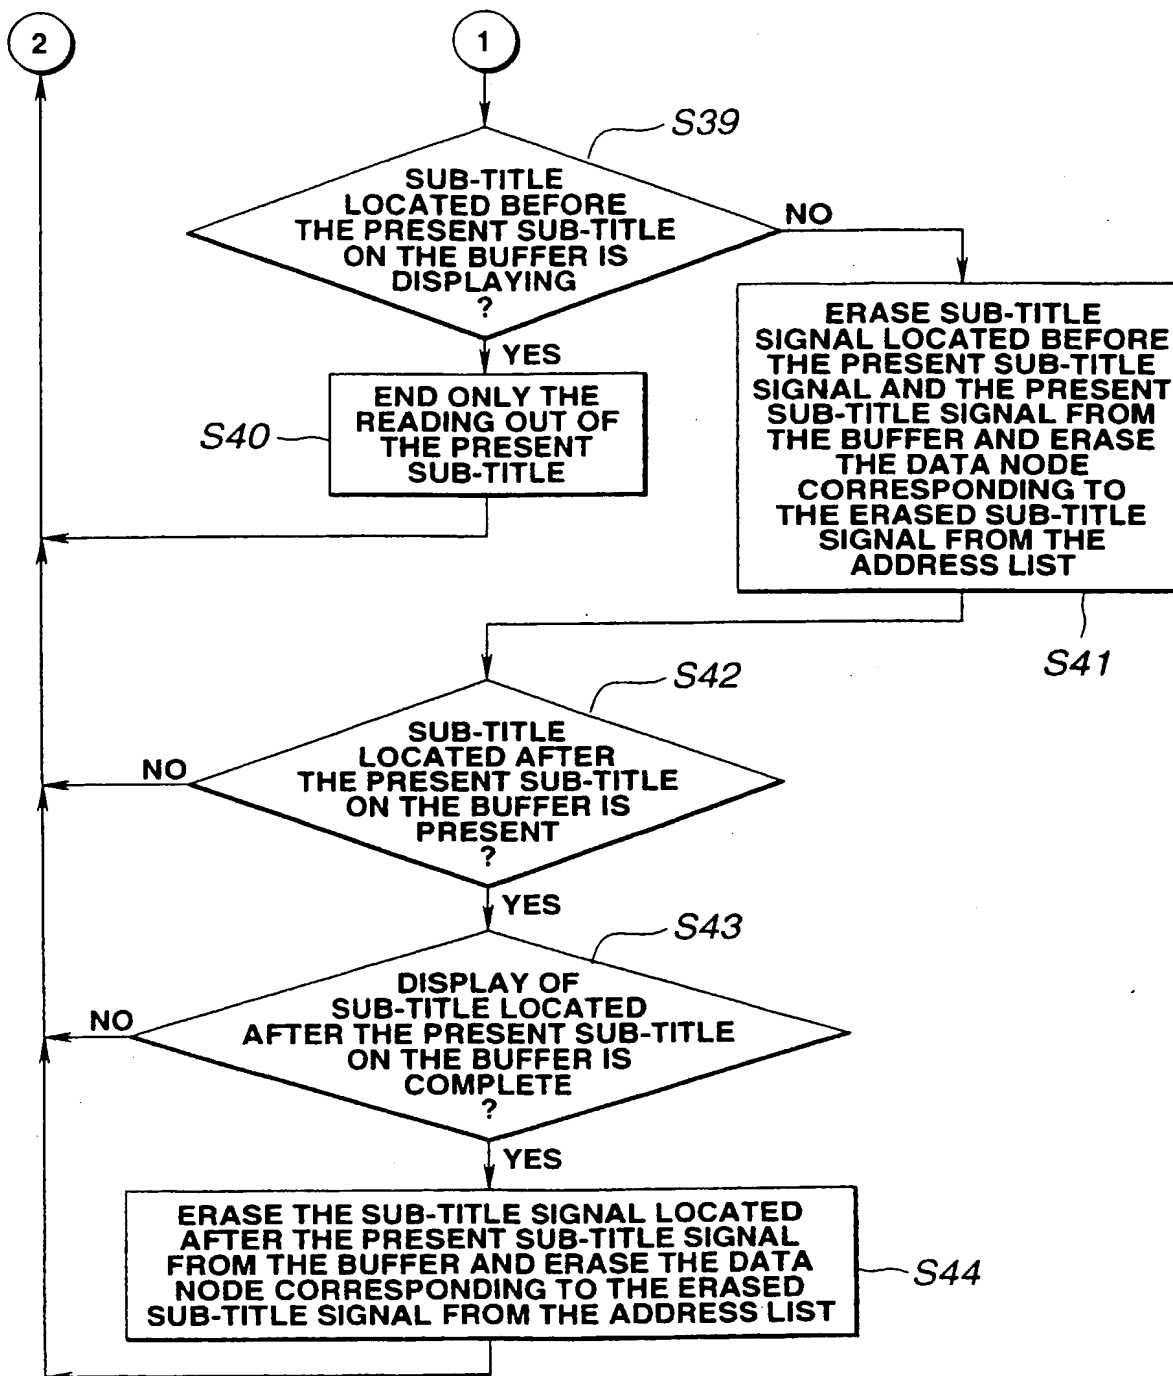 2
1
S39
SUB-TITLE
LOCATED BEFORE
THE PRESENT SUB-TITLE
ON THE BUFFER IS
DISPLAYING
?
NO
YES
S40
END ONLY THE
READING OUT OF
THE PRESENT
SUB-TITLE
ERASE SUB-TITLE
SIGNAL LOCATED BEFORE
THE PRESENT SUB-TITLE
SIGNAL AND THE PRESENT
SUB-TITLE SIGNAL FROM
THE BUFFER AND ERASE
THE DATA NODE
CORRESPONDING TO
THE ERASED SUB-TITLE
SIGNAL FROM THE
ADDRESS LIST
S41
S42
SUB-TITLE
LOCATED AFTER
THE PRESENT SUB-TITLE
ON THE BUFFER IS
PRESENT
?
NO
YES
S43
DISPLAY OF
SUB-TITLE LOCATED
AFTER THE PRESENT SUB-TITLE
ON THE BUFFER IS
COMPLETE
?
NO
YES
ERASE THE SUB-TITLE SIGNAL LOCATED
AFTER THE PRESENT SUB-TITLE SIGNAL
FROM THE BUFFER AND ERASE THE DATA
NODE CORRESPONDING TO THE ERASED
SUB-TITLE SIGNAL FROM THE ADDRESS LIST
S44